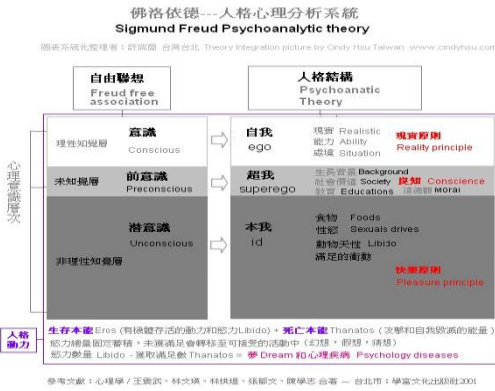 佛洛依德---人格心理分析系統
Sigmund Freud Psychoanalytic theory
圖表系統化整理者：許瑞蘭 台灣台北 Theory Integration picture by Cindy Hsu Taiwan www.cindyhsu.com
自由聯想
Freud free
association
人格結構
Psychoanatic
Theory
心理意識層次
理性知覺層
意識
Conscious
自我
ego
現實 Realistic
能力 Ability
處境 Situation
現實原則
Reality principle
未知覺層
前意識
Preconscious
超我
superego
生長背景 Background
社會價值 Society
教育 Educations
良知 Conscience
道德觀 Moral
非理性知覺層
潛意識
Unconscious
本我
id
食物 Foods
性慾 Sexuals drives
動物天性 Libido
滿足的衝動
快樂原則
Pleasure principle
人格動力
生存本能 Eros (有機體存活的動力和慾力Libido) + 死亡本能 Thanatos (攻擊和自我毀滅的能量)
慾力總量固定蓄積，未獲滿足會轉移至可接受的活動中(幻想，假想，猜想)
慾力數量 Libido - 獲取滿足數 Thanatos = 夢 Dream 和心理疾病 Psychology diseases
參考文獻：心理學 / 王震武、林文瑛、林烘煜、張郁文、陳學志 合著 — 台北市：學富文化出版社2001